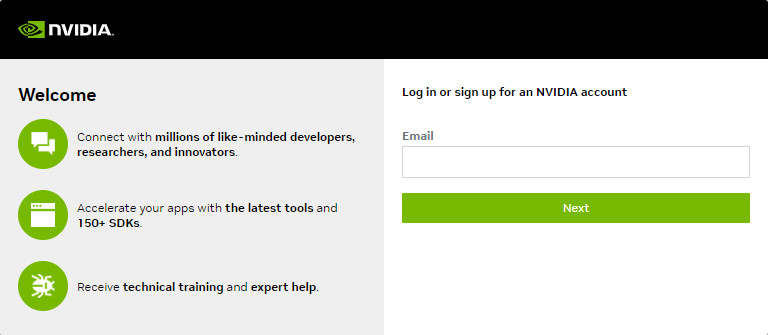 NVIDIA.
Welcome
Connect with millions of like-minded developers,
researchers, and innovators.
Accelerate your apps with the latest tools and
150+ SDKs.
Receive technical training and expert help.
Log in or sign up for an NVIDIA account
Email
Next